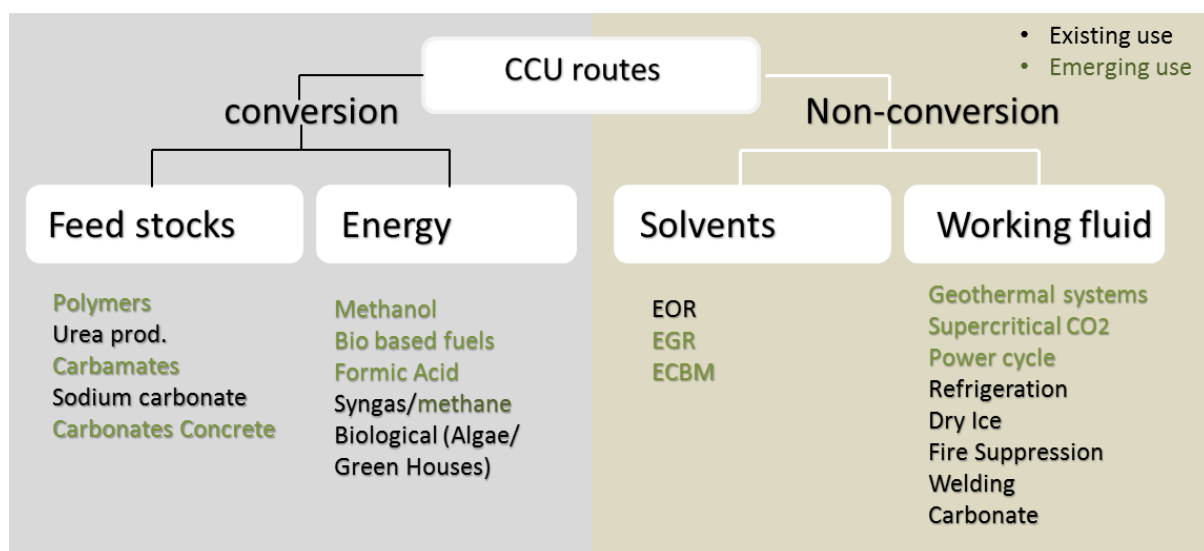 CCU routes
• Existing use
• Emerging use
conversion
Non-conversion
Feed stocks
Energy
Solvents
Working fluid
Polymers
Urea prod.
Carbamates
Sodium carbonate
Carbonates Concrete
Methanol
Bio based fuels
Formic Acid
Syngas/methane
Biological (Algae/
Green Houses)
EOR
EGR
ECBM
Geothermal systems
Supercritical CO2
Power cycle
Refrigeration
Dry Ice
Fire Suppression
Welding
Carbonate